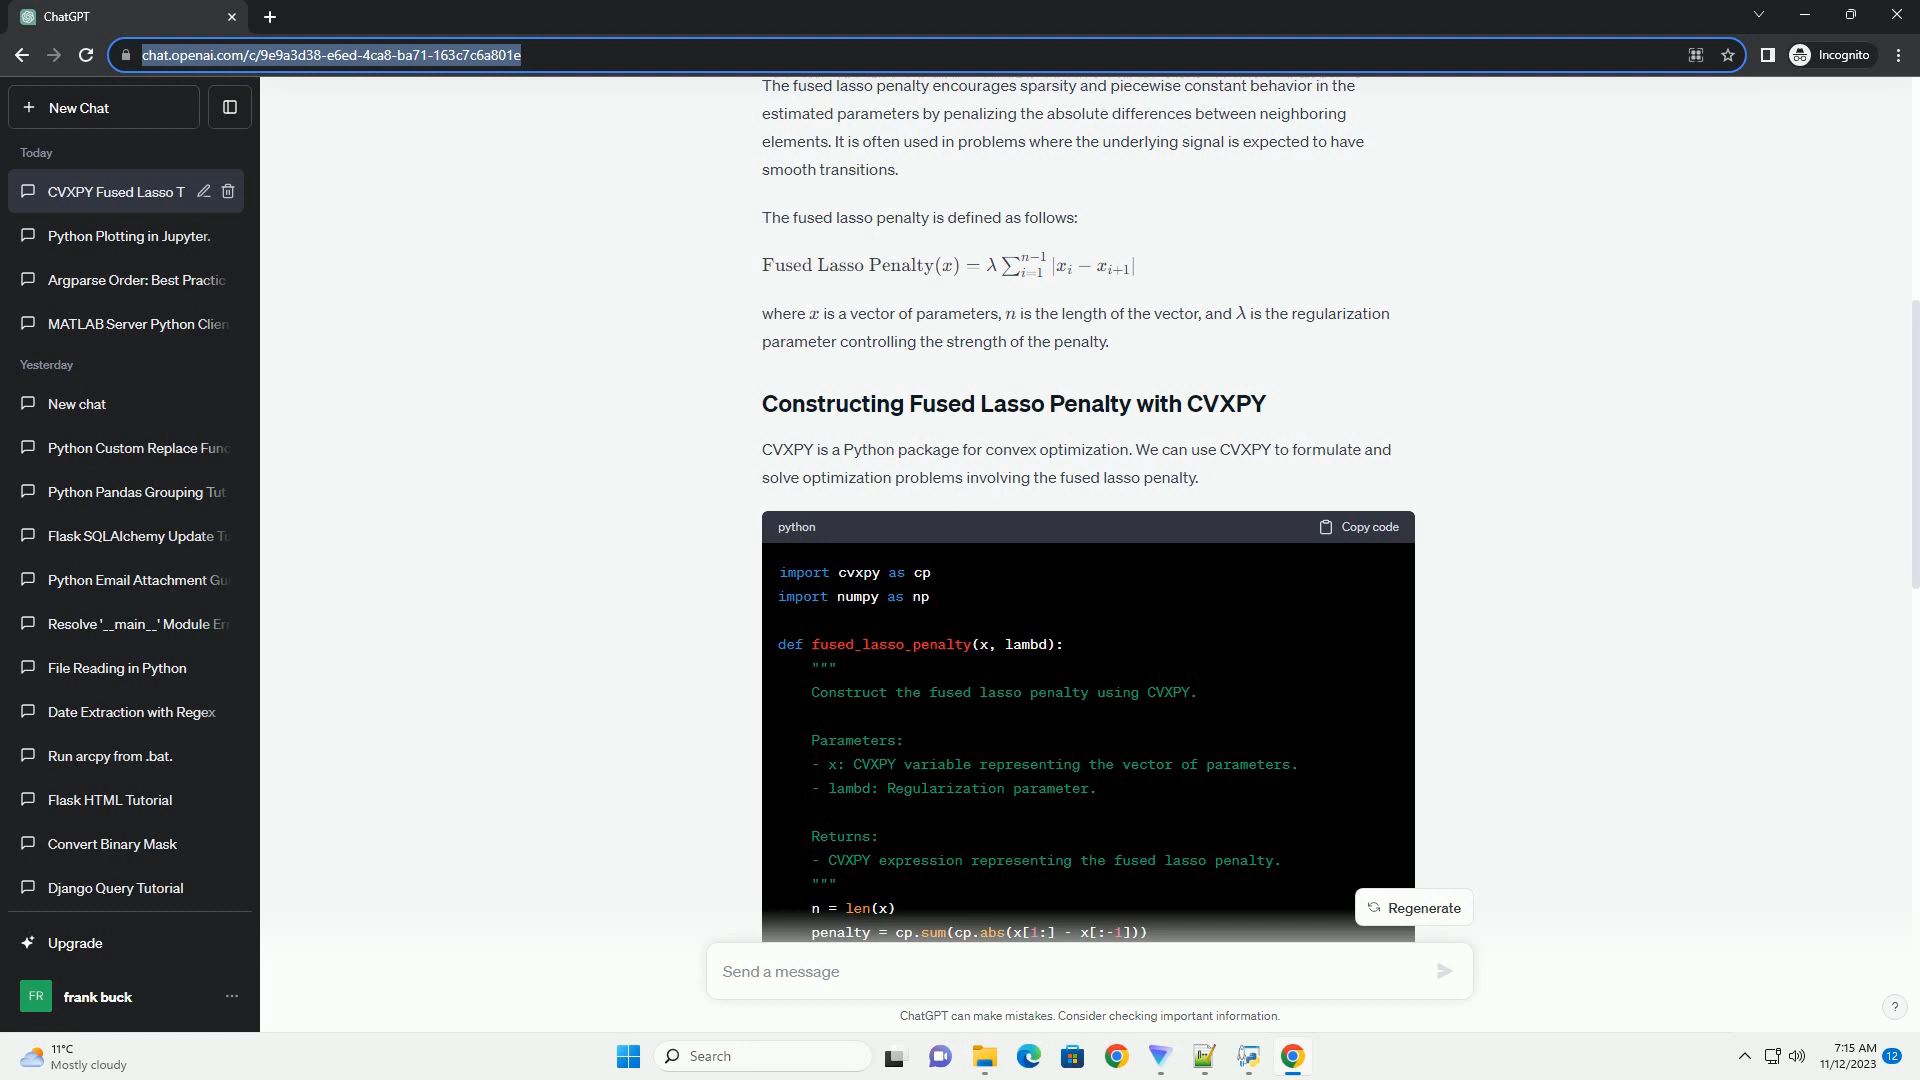 ChatGPT
chat.openai.com/c/9e9a3d38-e6ed-4ca8-ba71-163c7c6a801e
Incognito
New Chat
Today
CVXPY Fused Lasso T
Python Plotting in Jupyter.
Argparse Order: Best Practic
MATLAB Server Python Clien
Yesterday
New chat
Python Custom Replace Func
Python Pandas Grouping Tut
Flask SQLAlchemy Update Tu
Python Email Attachment Gui
Resolve '__main__' Module Err
File Reading in Python
Date Extraction with Regex
Run arcpy from .bat.
Flask HTML Tutorial
Convert Binary Mask
Django Query Tutorial
Upgrade
FR frank buck
The fused lasso penalty encourages sparsity and piecewise constant behavior in the
estimated parameters by penalizing the absolute differences between neighboring
elements. It is often used in problems where the underlying signal is expected to have
smooth transitions.
The fused lasso penalty is defined as follows:
Fused Lasso Penalty(x) = λ ∑_{i=1}^{n−1} |x_i − x_{i+1}|
where x is a vector of parameters, n is the length of the vector, and λ is the regularization
parameter controlling the strength of the penalty.
Constructing Fused Lasso Penalty with CVXPY
CVXPY is a Python package for convex optimization. We can use CVXPY to formulate and
solve optimization problems involving the fused lasso penalty.
python Copy code
import cvxpy as cp
import numpy as np
def fused_lasso_penalty(x, lambd):
"""
Construct the fused lasso penalty using CVXPY.
Parameters:
- x: CVXPY variable representing the vector of parameters.
- lambd: Regularization parameter.
Returns:
- CVXPY expression representing the fused lasso penalty.
"""
n = len(x)
penalty = cp.sum(cp.abs(x[1:] - x[:-1]))
Regenerate
Send a message
ChatGPT can make mistakes. Consider checking important information.
?
11°C
Mostly cloudy
Search
7:15 AM
11/12/2023
12